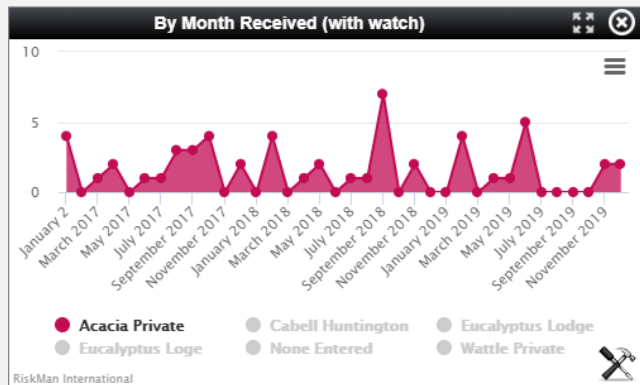 By Month Received (with watch)
10
5
0
January 2
March 2017
May 2017
July 2017
September 2017
November 2017
January 2018
March 2018
May 2018
July 2018
September 2018
November 2018
January 2019
March 2019
May 2019
July 2019
September 2019
November 2019
Acacia Private Cabell Huntington Eucalyptus Lodge
Eucalyptus Loge None Entered Wattle Private
RiskMan International